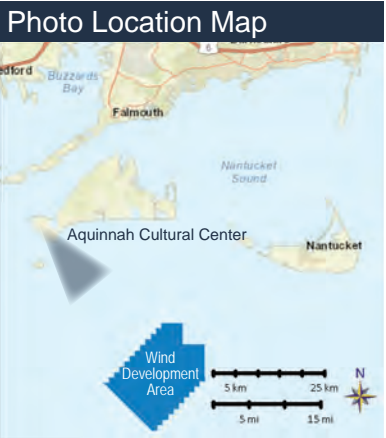 Photo Location Map
6
edford
Buzzards
Bay
Falmouth
Nantucket
Sound
Aquinnah Cultural Center
Nantucket
Wind
Development
Area
N
5 km 25 km
5 mi 15 mi